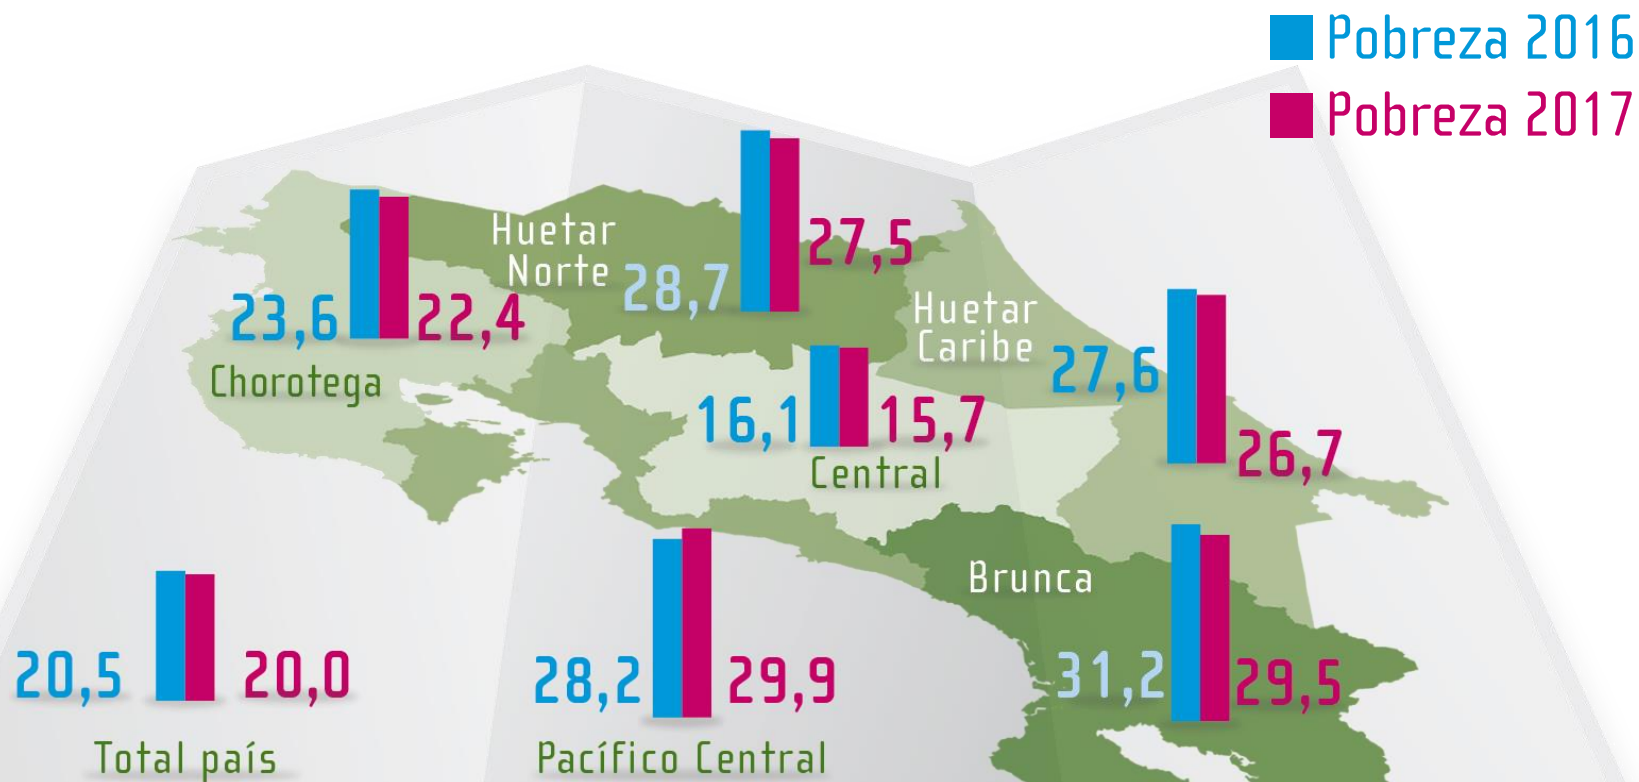 Pobreza 2016
Pobreza 2017
Huetar
Norte
28,7
27,5
23,6
22,4
Chorotega
Huetar
Caribe
27,6
26,7
16,1
15,7
Central
Brunca
31,2
29,5
20,5
20,0
Total país
28,2
29,9
Pacífico Central